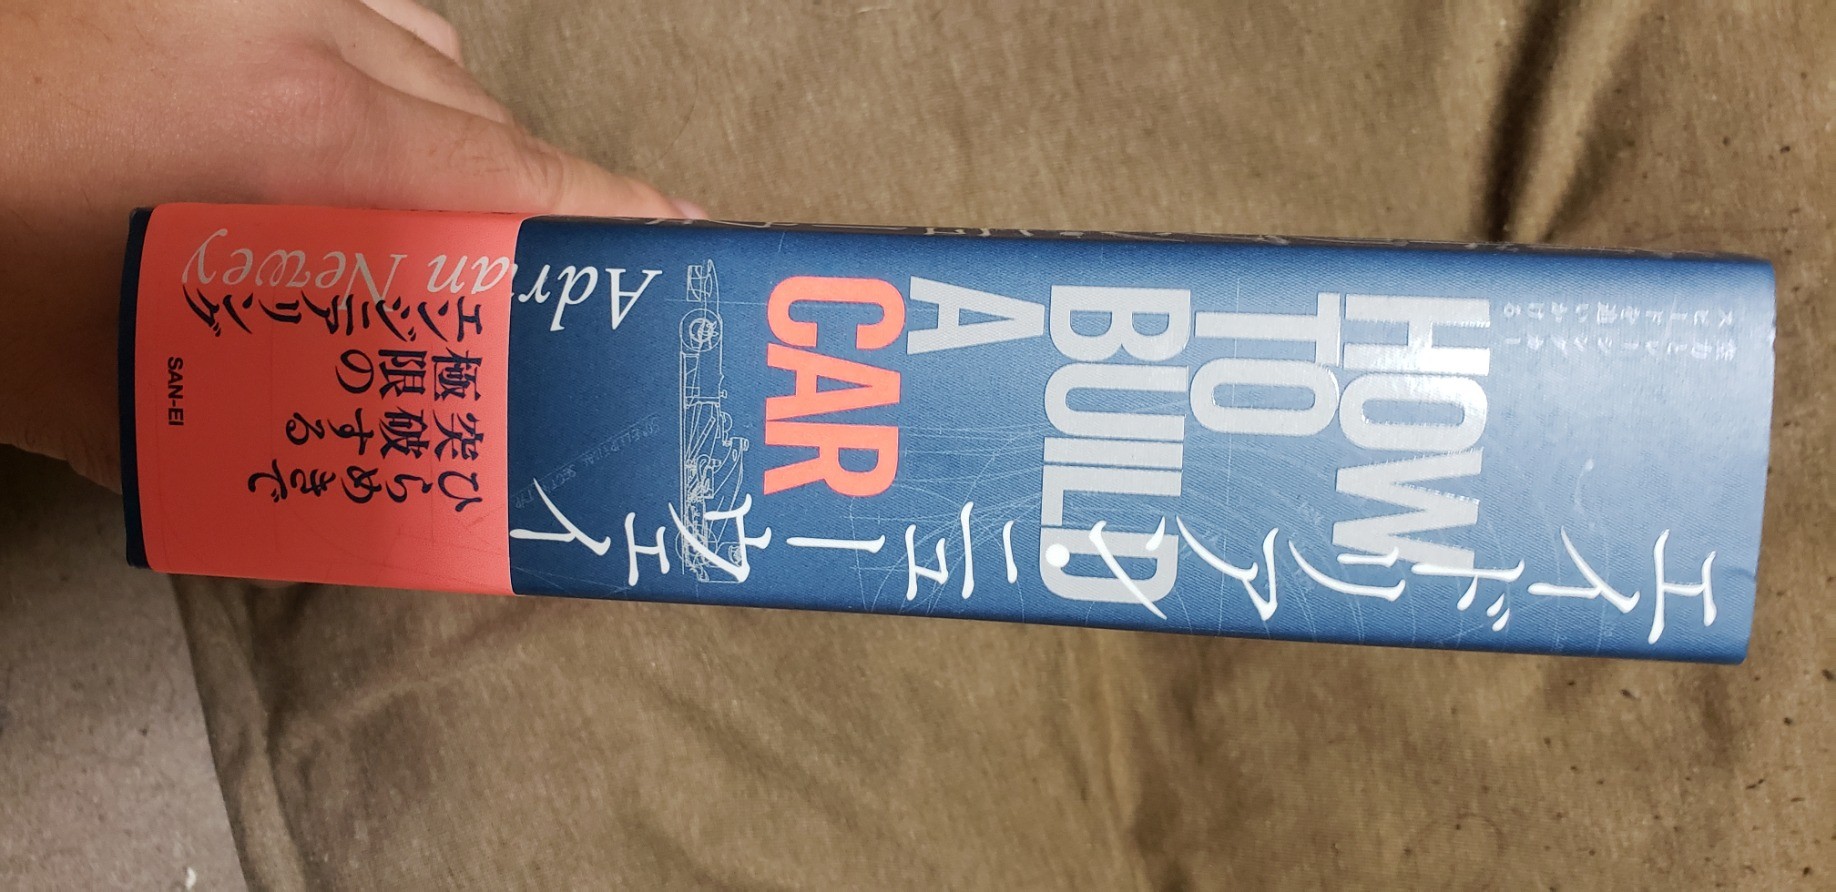 HOW
TO
BUILD
A
CAR
エイドリアン・ニューウェイ
Adrian Newey
ひらめきで
突破する
極限の
エンジニアリング
SAN-EI